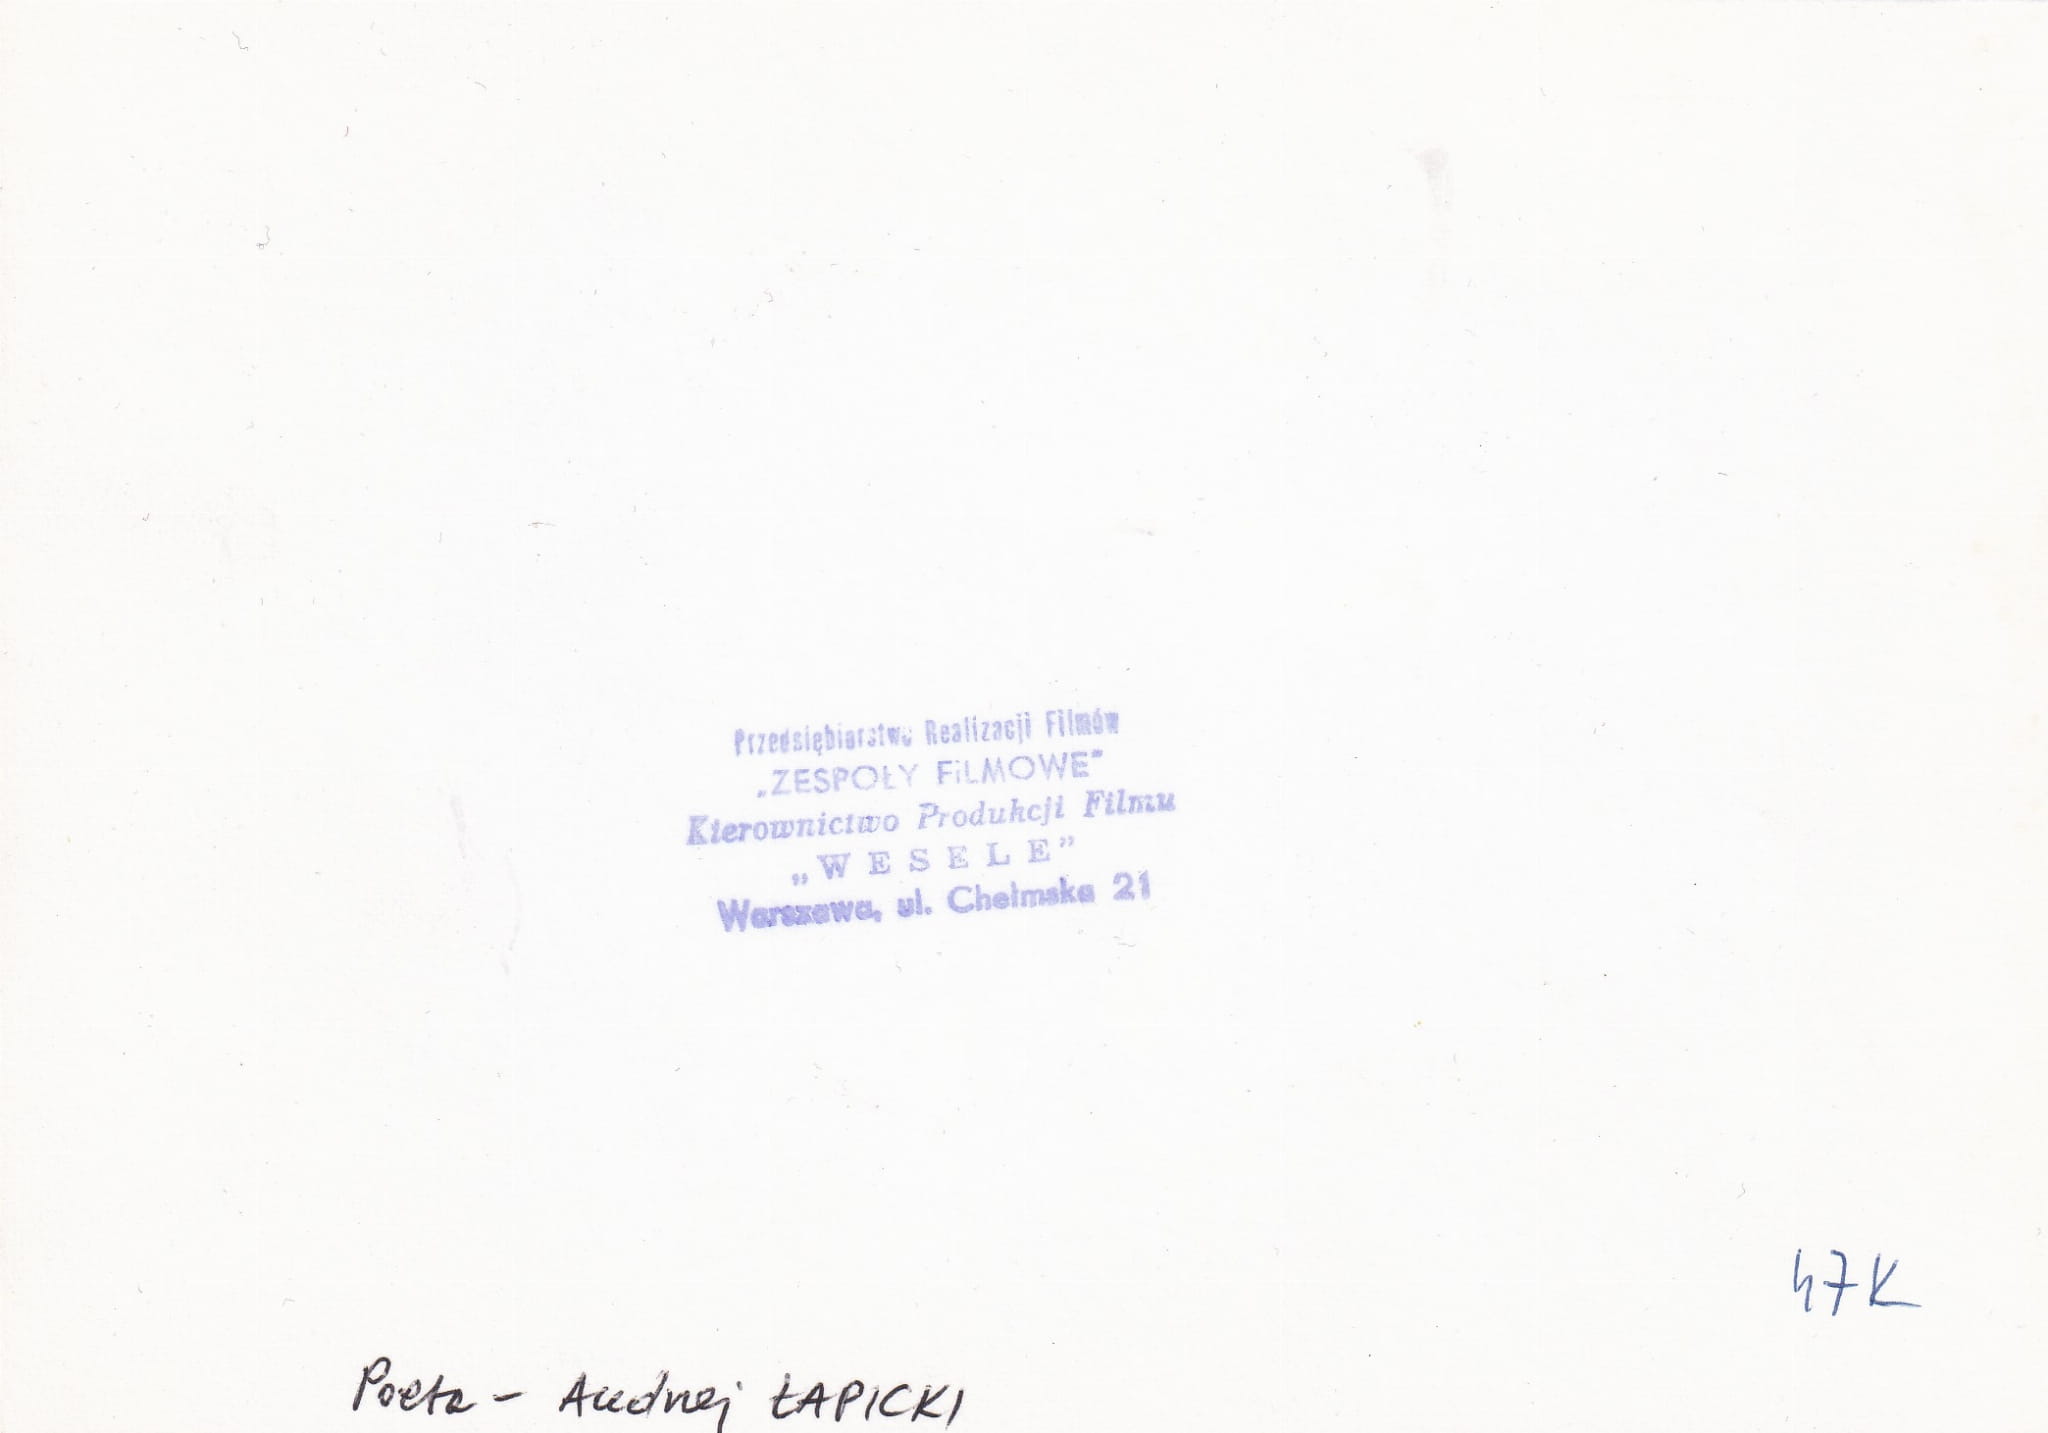 Przedsiębiorstwo Realizacji Filmów
„ZESPOŁY FiLMOWE”
Kierownictwo Produkcji Filmu
„WESELE”
Warszawa, ul. Chełmska 21
47K
Poeta – Andrzej ŁAPICKI